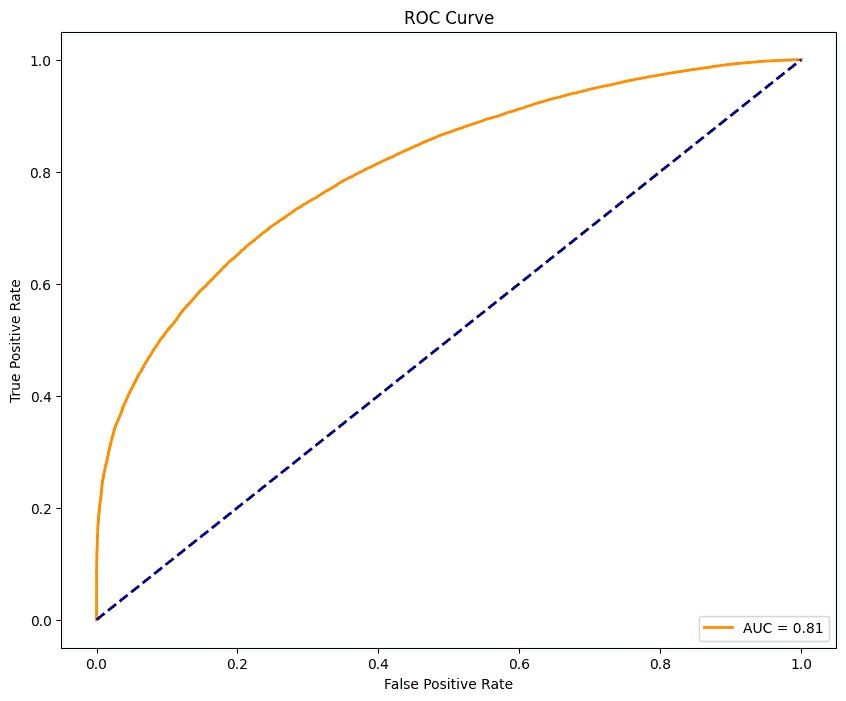 ROC Curve
1.0
0.8
0.6
0.4
0.2
0.0
True Positive Rate
0.0 0.2 0.4 0.6 0.8 1.0
False Positive Rate
AUC = 0.81